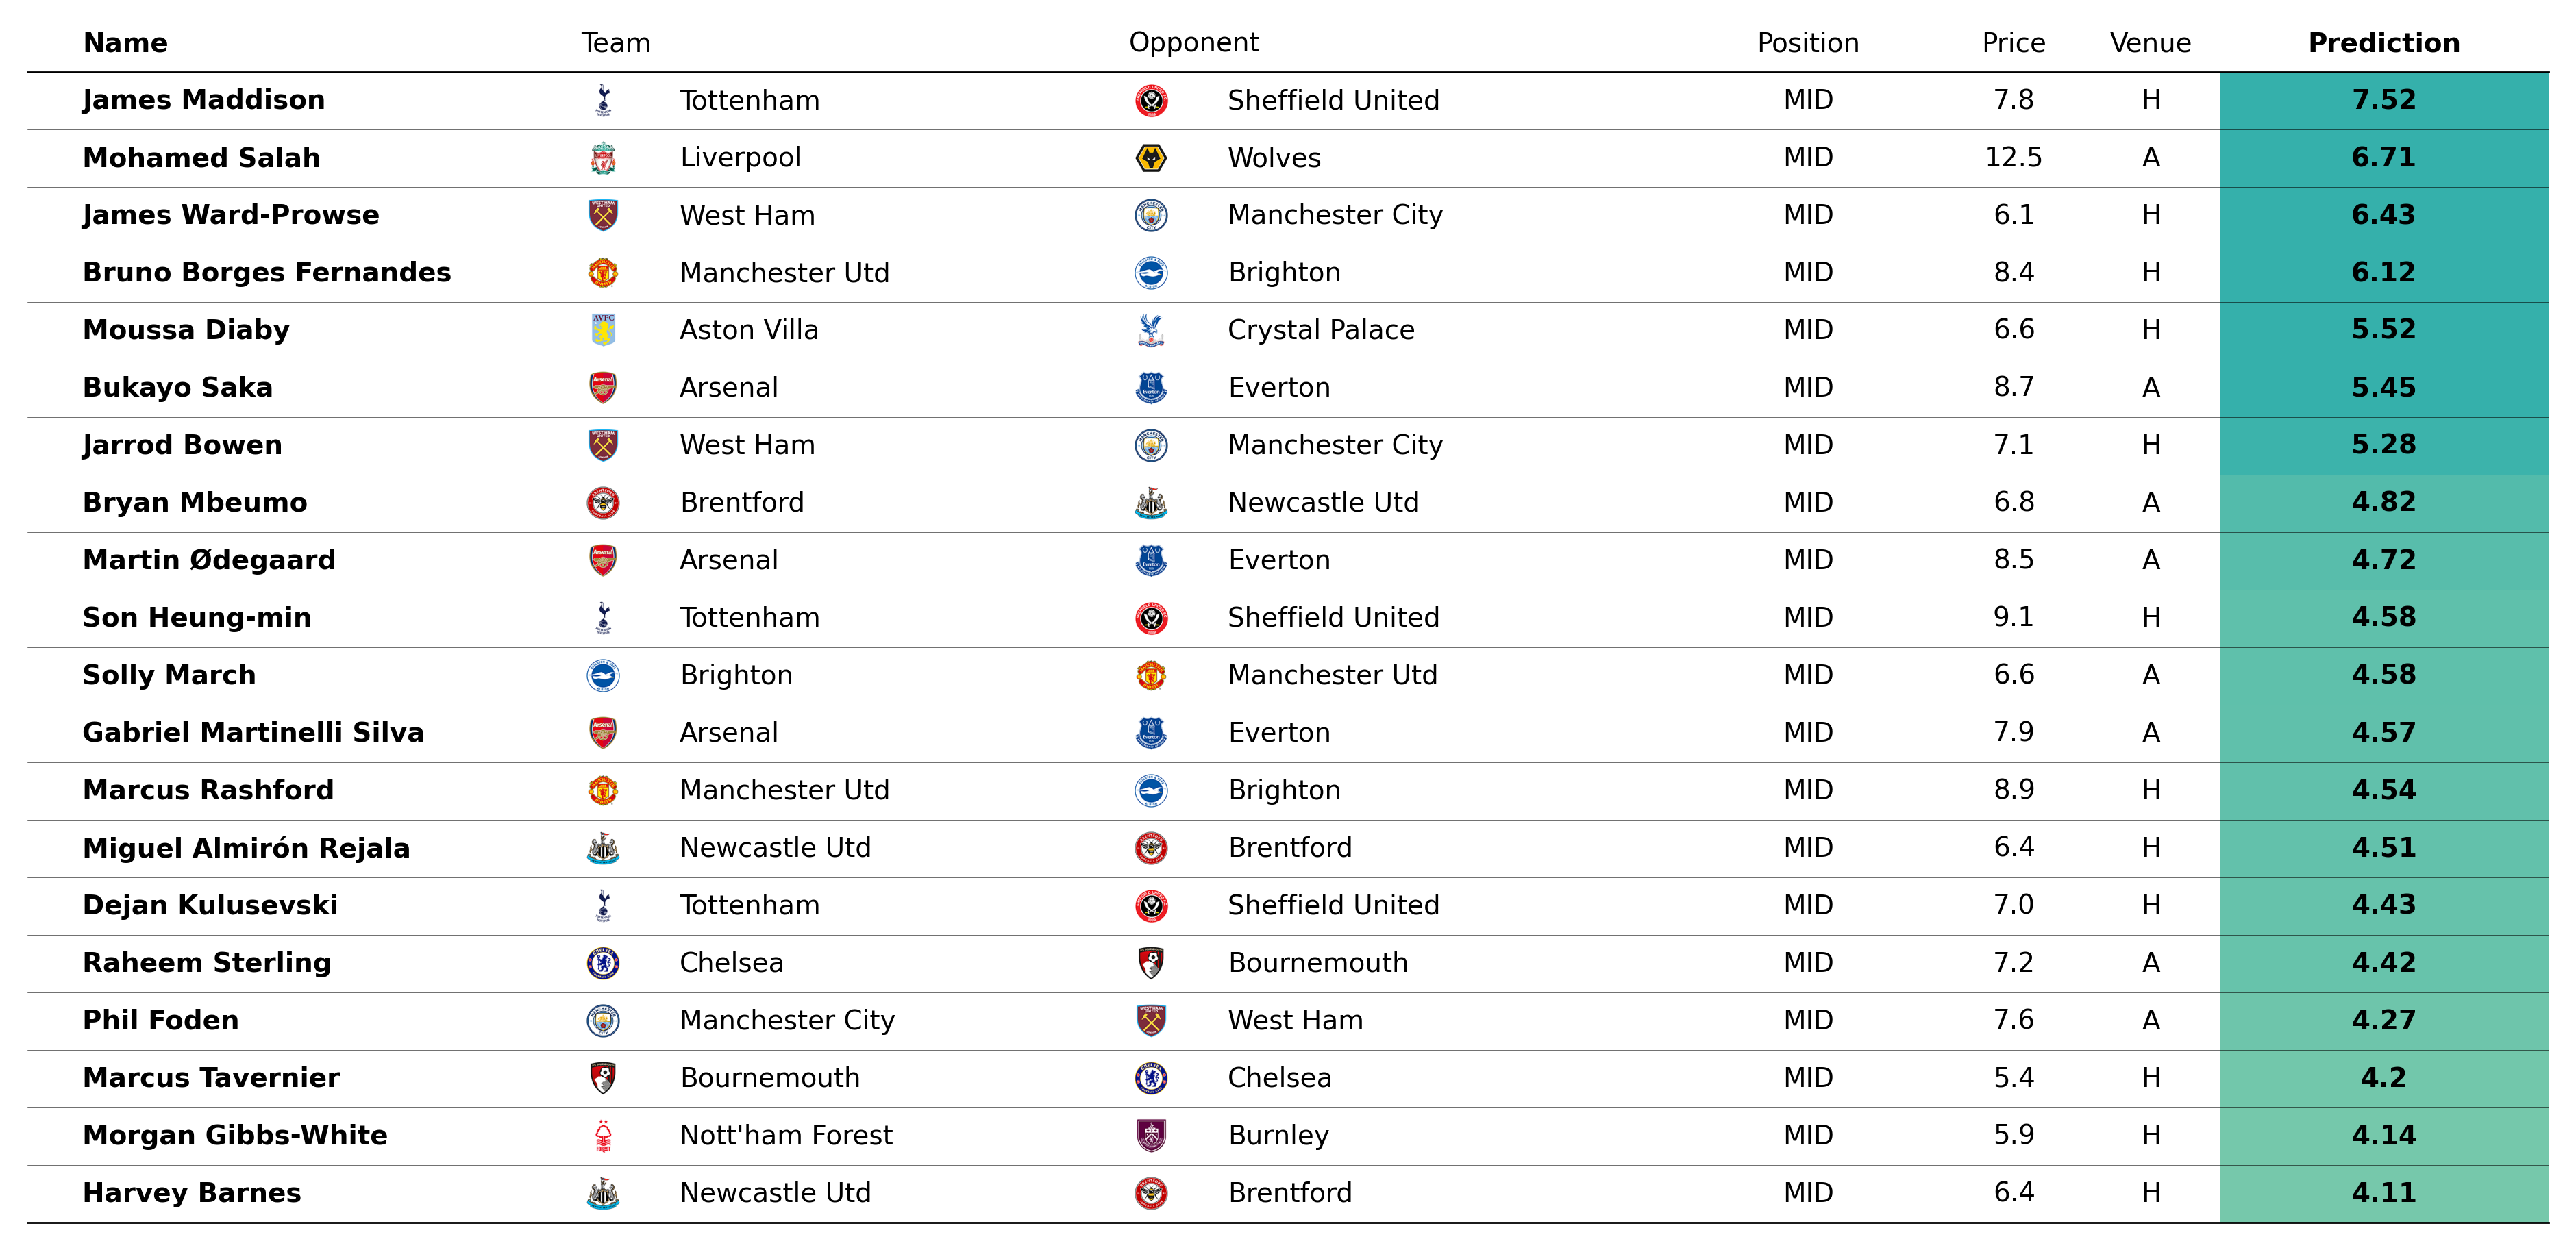 Name Team Opponent Position Price Venue Prediction
James Maddison Tottenham Sheffield United MID 7.8 H 7.52
Mohamed Salah Liverpool Wolves MID 12.5 A 6.71
James Ward-Prowse West Ham Manchester City MID 6.1 H 6.43
Bruno Borges Fernandes Manchester Utd Brighton MID 8.4 H 6.12
Moussa Diaby Aston Villa Crystal Palace MID 6.6 H 5.52
Bukayo Saka Arsenal Everton MID 8.7 A 5.45
Jarrod Bowen West Ham Manchester City MID 7.1 H 5.28
Bryan Mbeumo Brentford Newcastle Utd MID 6.8 A 4.82
Martin Ødegaard Arsenal Everton MID 8.5 A 4.72
Son Heung-min Tottenham Sheffield United MID 9.1 H 4.58
Solly March Brighton Manchester Utd MID 6.6 A 4.58
Gabriel Martinelli Silva Arsenal Everton MID 7.9 A 4.57
Marcus Rashford Manchester Utd Brighton MID 8.9 H 4.54
Miguel Almirón Rejala Newcastle Utd Brentford MID 6.4 H 4.51
Dejan Kulusevski Tottenham Sheffield United MID 7.0 H 4.43
Raheem Sterling Chelsea Bournemouth MID 7.2 A 4.42
Phil Foden Manchester City West Ham MID 7.6 A 4.27
Marcus Tavernier Bournemouth Chelsea MID 5.4 H 4.2
Morgan Gibbs-White Nott'ham Forest Burnley MID 5.9 H 4.14
Harvey Barnes Newcastle Utd Brentford MID 6.4 H 4.11